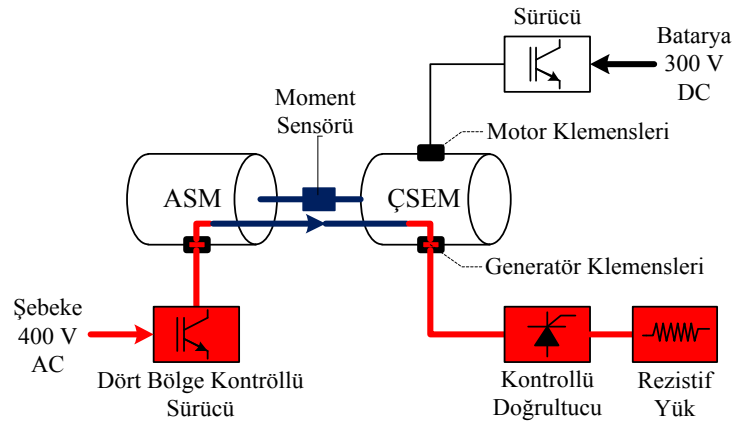 Sürücü
Batarya
300 V
DC
Moment
Sensörü
Motor Klemensleri
ASM
ÇSEM
Generatör Klemensleri
Şebeke
400 V
AC
Dört Bölge Kontröllü
Sürücü
Kontrollü
Doğrultucu
Rezistif
Yük